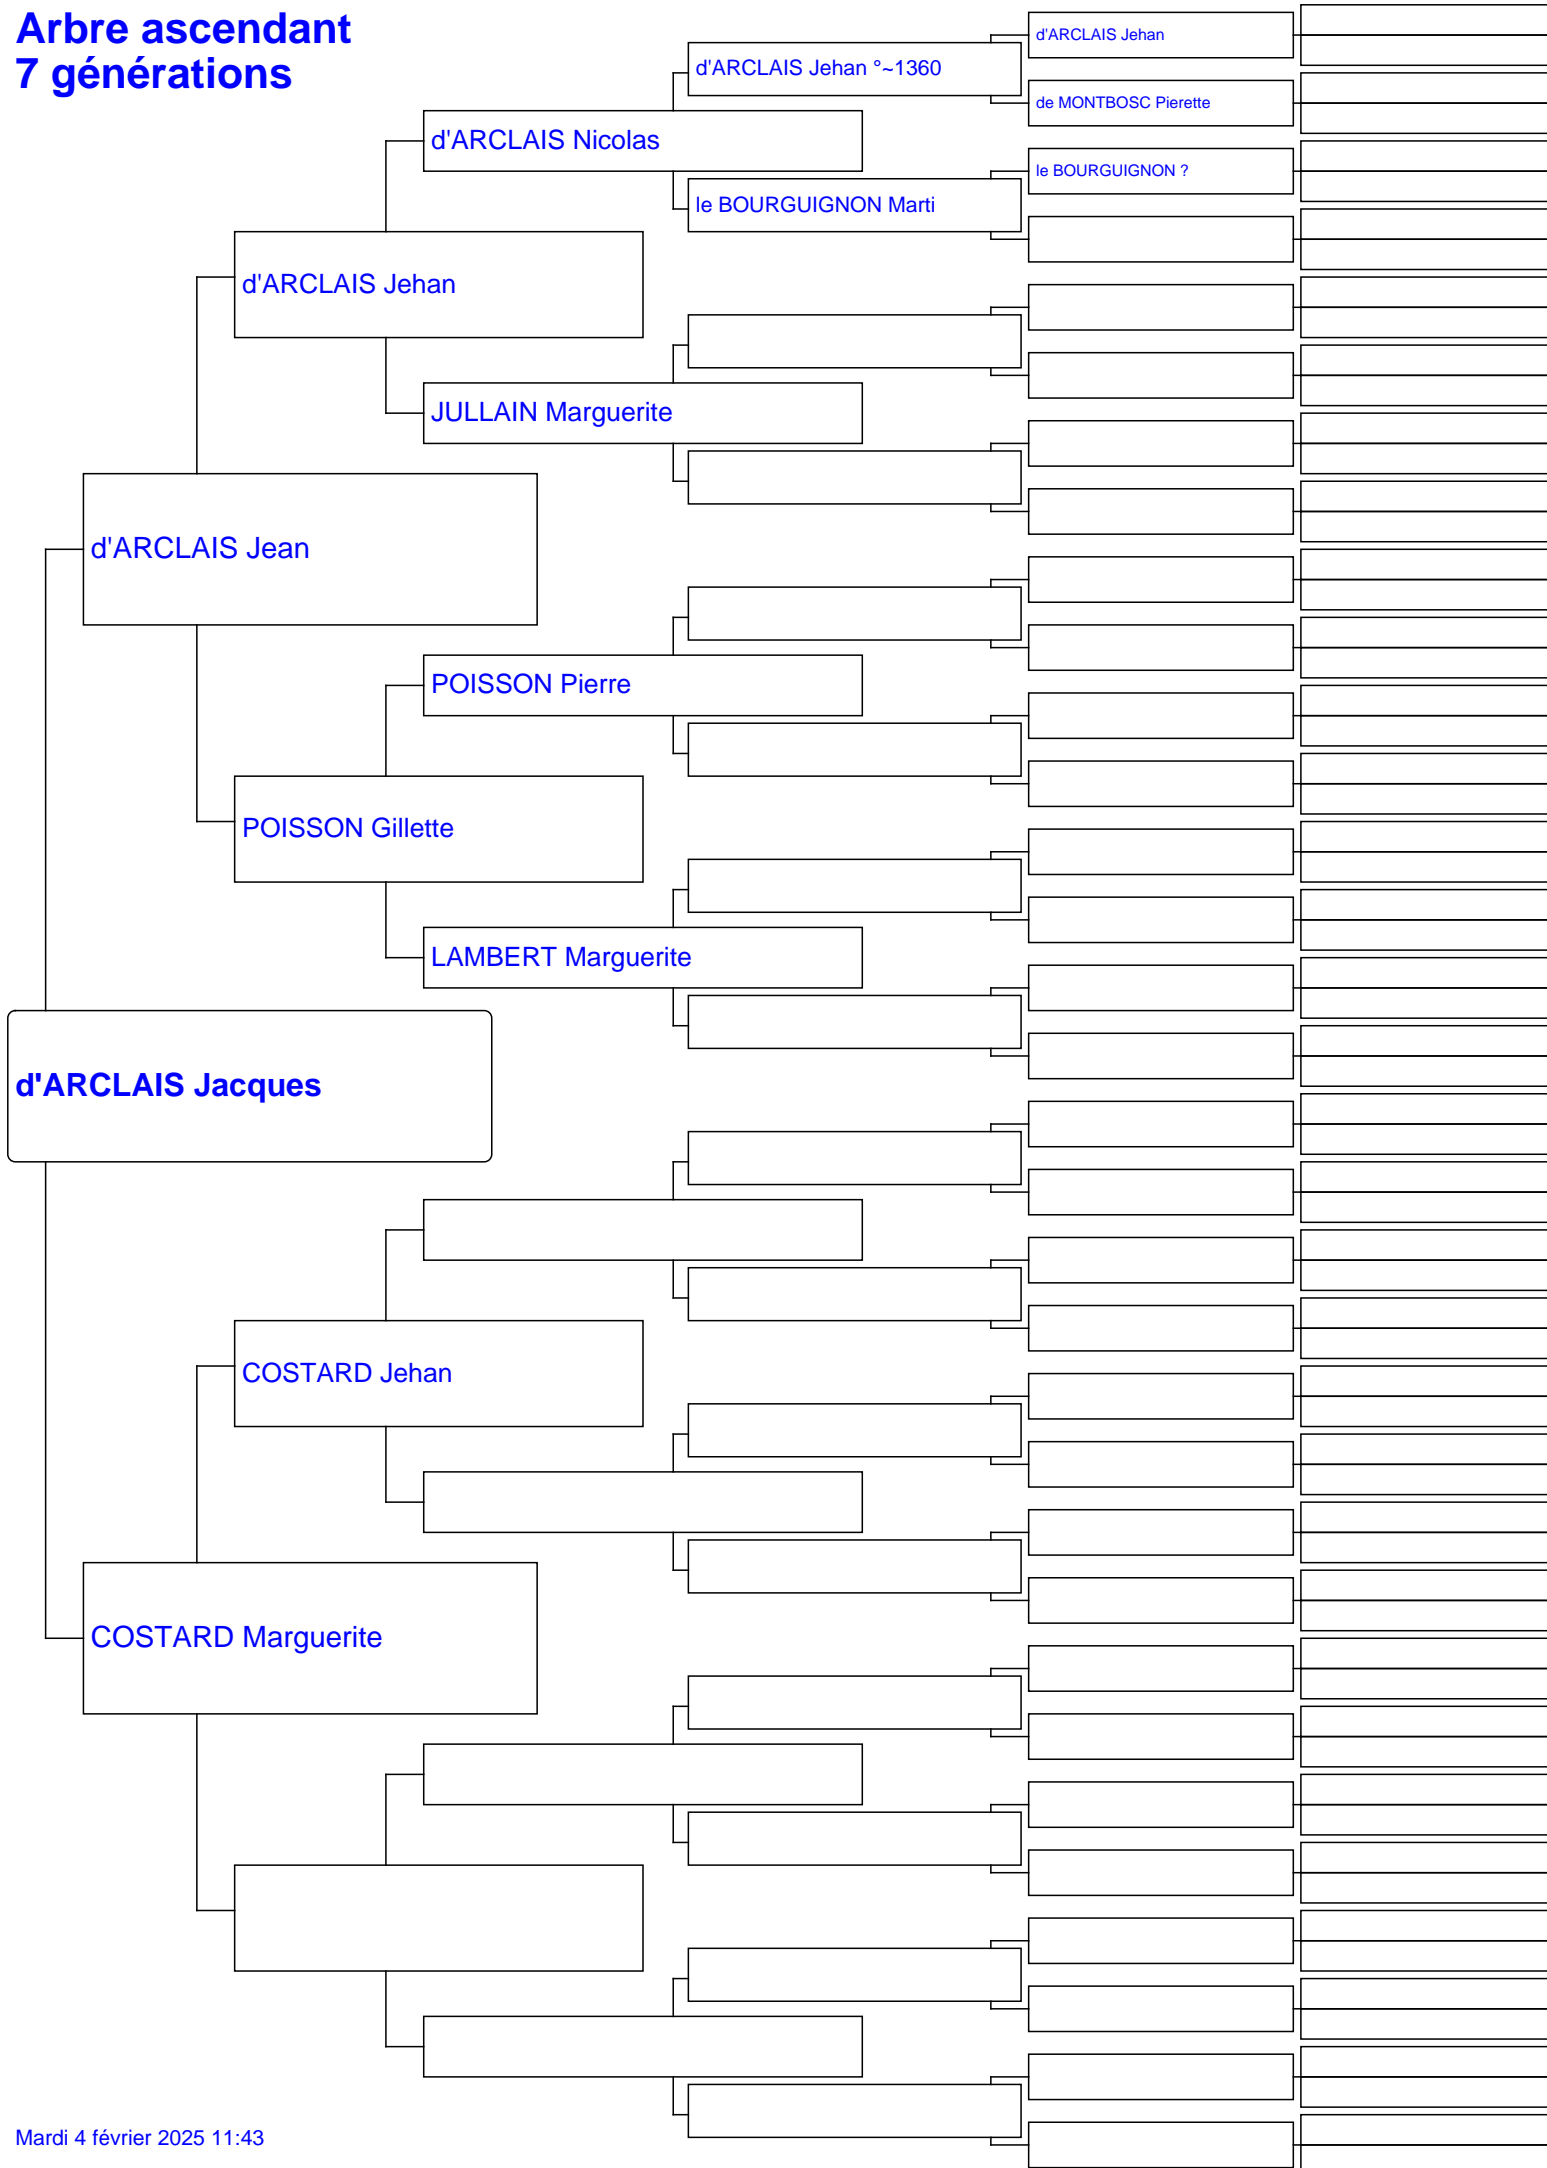 Arbre ascendant
7 générations
d'ARCLAIS Jehan
d'ARCLAIS Jehan °~1360
de MONTBOSC Pierette
d'ARCLAIS Nicolas
le BOURGUIGNON ?
le BOURGUIGNON Marti
d'ARCLAIS Jehan
JULLAIN Marguerite
d'ARCLAIS Jean
POISSON Pierre
POISSON Gillette
LAMBERT Marguerite
d'ARCLAIS Jacques
COSTARD Jehan
COSTARD Marguerite
Mardi 4 février 2025 11:43